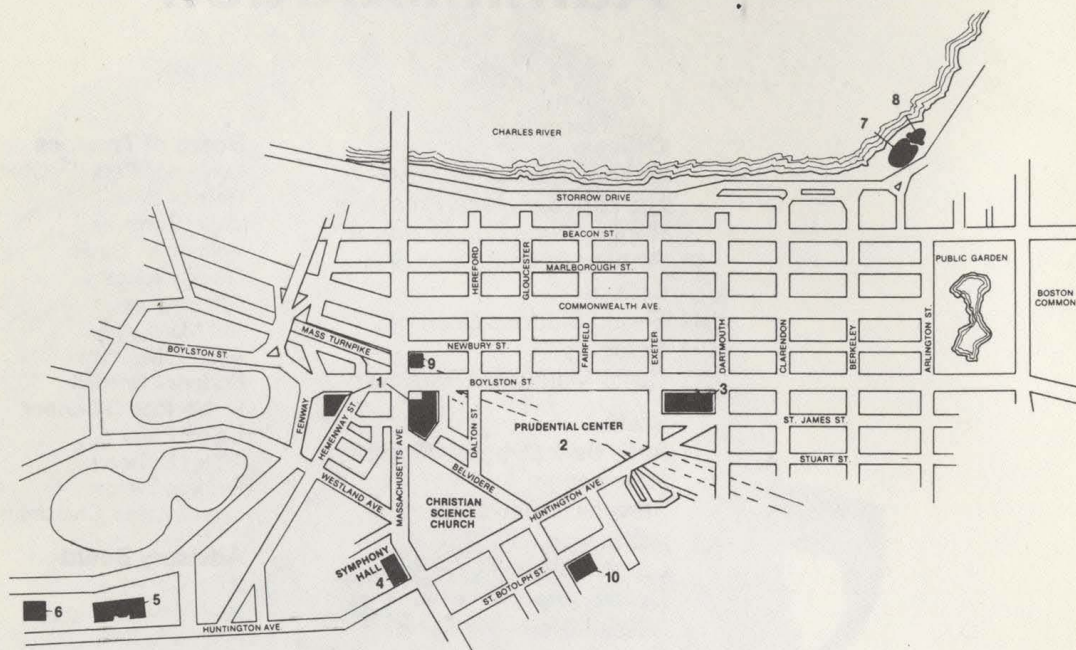 8
7
CHARLES RIVER
STORROW DRIVE
BEACON ST.
HEREFORD
GLOUCESTER
MARLBOROUGH ST.
PUBLIC GARDEN
BOSTON
COMMON
COMMONWEALTH AVE.
MASS TURNPIKE
BOYLSTON ST.
NEWBURY ST.
FAIRFIELD
EXETER
DARTMOUTH
CLARENDON
BERKELEY
ARLINGTON ST.
9
1
BOYLSTON ST.
3
FENWAY
HEMENWAY ST.
DALTON ST.
PRUDENTIAL CENTER
2
ST. JAMES ST.
STUART ST.
WESTLAND AVE.
MASSACHUSETTS AVE.
BELVIDERE
CHRISTIAN
SCIENCE
CHURCH
HUNTINGTON AVE.
SYMPHONY
HALL
4
ST. BOTOLPH ST.
10
6
5
HUNTINGTON AVE.